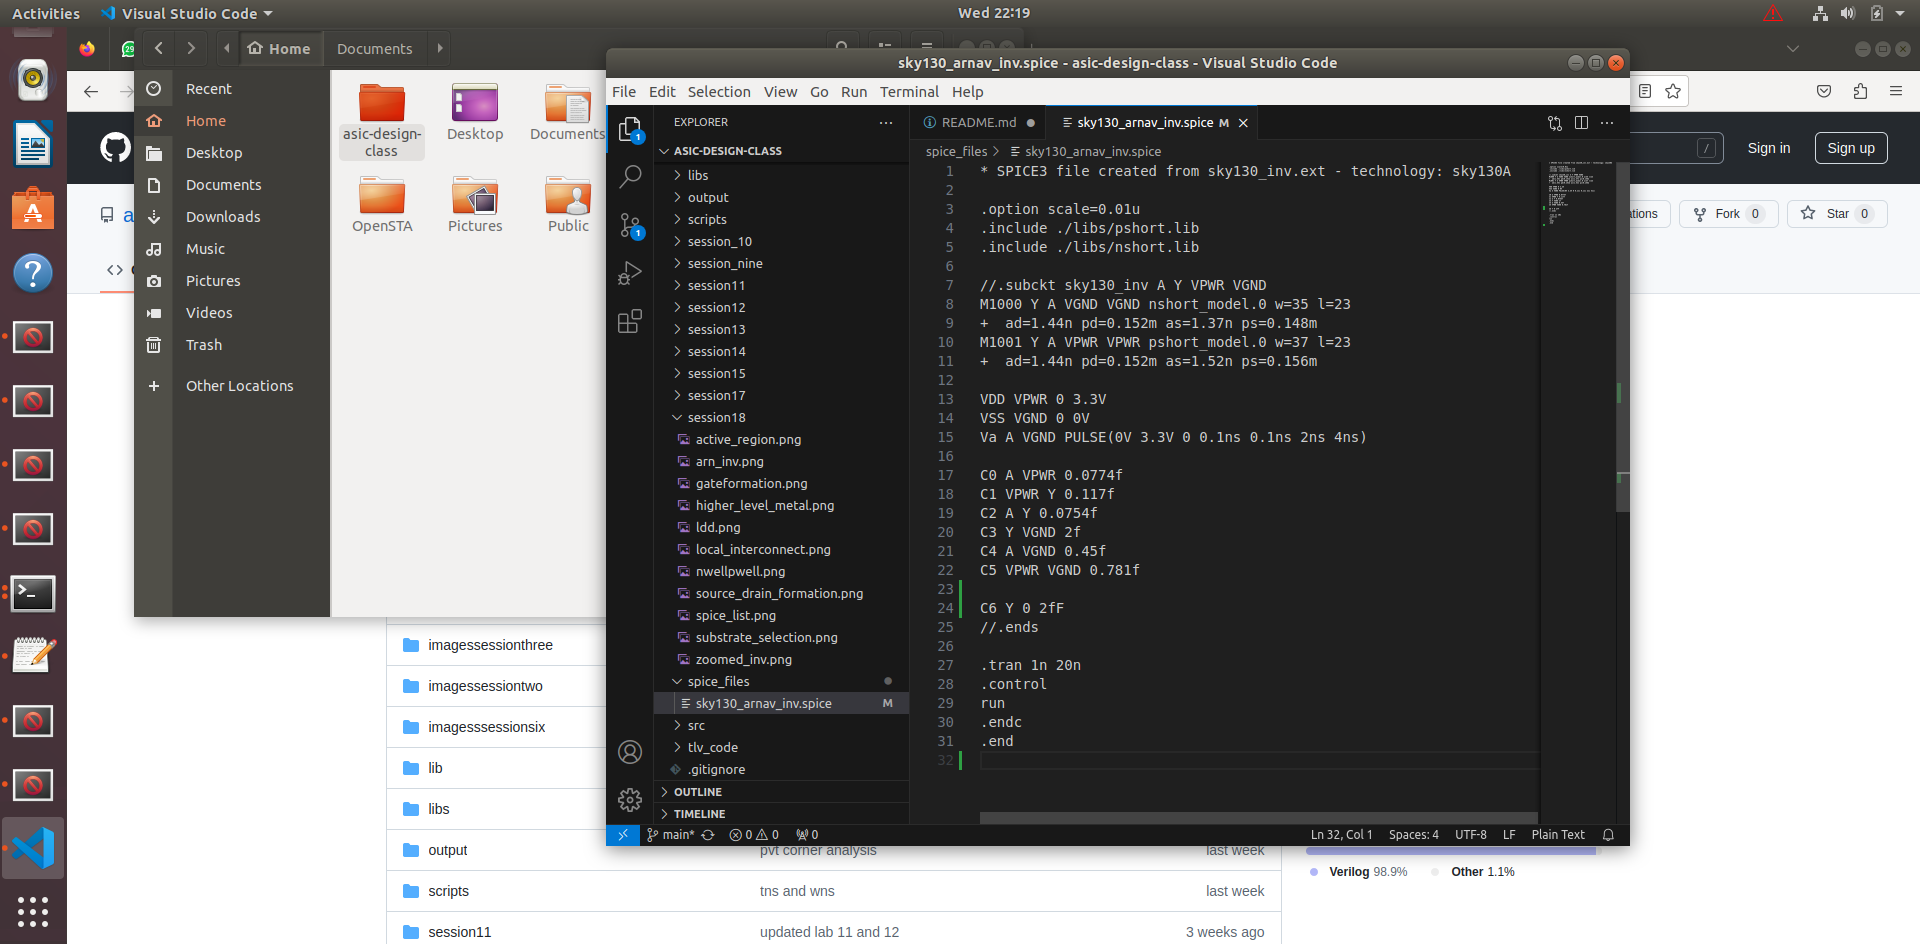 Activities
Visual Studio Code
Wed 22:19
Home
Documents
Recent
Home
Desktop
Documents
Downloads
Music
Pictures
Videos
Trash
Other Locations
asic-design-class
Desktop
Documents
OpenSTA
Pictures
Public
sky130_arnav_inv.spice - asic-design-class - Visual Studio Code
File Edit Selection View Go Run Terminal Help
EXPLORER
ASIC-DESIGN-CLASS
libs
output
scripts
session_10
session_nine
session11
session12
session13
session14
session15
session17
session18
active_region.png
arn_inv.png
gateformation.png
higher_level_metal.png
ldd.png
local_interconnect.png
nwellpwell.png
source_drain_formation.png
spice_list.png
substrate_selection.png
zoomed_inv.png
spice_files
sky130_arnav_inv.spice M
src
tlv_code
.gitignore
OUTLINE
TIMELINE
README.md
sky130_arnav_inv.spice M
spice_files > sky130_arnav_inv.spice
1 * SPICE3 file created from sky130_inv.ext - technology: sky130A
2
3 .option scale=0.01u
4 .include ./libs/pshort.lib
5 .include ./libs/nshort.lib
6
7 //.subckt sky130_inv A Y VPWR VGND
8 M1000 Y A VGND VGND nshort_model.0 w=35 l=23
9 +  ad=1.44n pd=0.152m as=1.37n ps=0.148m
10 M1001 Y A VPWR VPWR pshort_model.0 w=37 l=23
11 +  ad=1.44n pd=0.152m as=1.52n ps=0.156m
12
13 VDD VPWR 0 3.3V
14 VSS VGND 0 0V
15 Va A VGND PULSE(0V 3.3V 0 0.1ns 0.1ns 2ns 4ns)
16
17 C0 A VPWR 0.0774f
18 C1 VPWR Y 0.117f
19 C2 A Y 0.0754f
20 C3 Y VGND 2f
21 C4 A VGND 0.45f
22 C5 VPWR VGND 0.781f
23
24 C6 Y 0 2fF
25 //.ends
26
27 .tran 1n 20n
28 .control
29 run
30 .endc
31 .end
32
main* 0 0 0
Ln 32, Col 1 Spaces: 4 UTF-8 LF Plain Text
/
Sign in
Sign up
Fork 0
Star 0
imagessessionthree
imagessessiontwo
imagesssessionsix
lib
libs
output pvt corner analysis last week
scripts tns and wns last week
session11 updated lab 11 and 12 3 weeks ago
Verilog 98.9% Other 1.1%